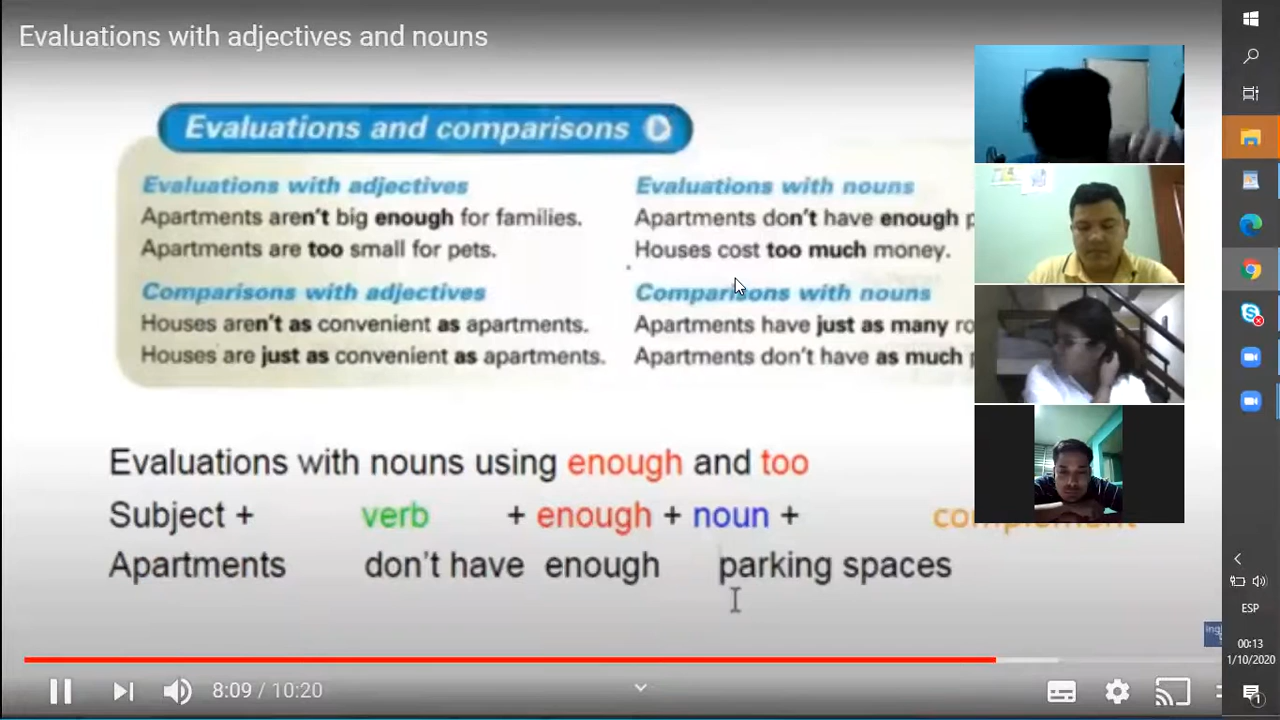 Evaluations with adjectives and nouns
Evaluations and comparisons
Evaluations with adjectives
Apartments aren't big enough for families.
Apartments are too small for pets.
Comparisons with adjectives
Houses aren't as convenient as apartments.
Houses are just as convenient as apartments.
Evaluations with nouns
Apartments don't have enough
Houses cost too much money.
Comparisons with nouns
Apartments have just as many
Apartments don't have as much
Evaluations with nouns using enough and too
Subject + verb + enough + noun + complement
Apartments don't have enough parking spaces
8:09 / 10:20
ESP
00:13
1/10/2020